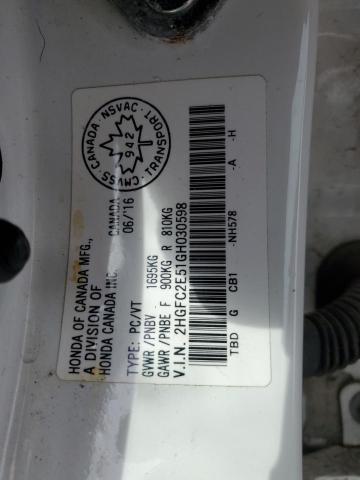 HONDA OF CANADA MFG.,
A DIVISION OF
HONDA CANADA INC.
CANADA
06/16
CMVSS · CANADA · NSVAC · TRANSPORT
942
TYPE: PC/VT
GVWR /PNBV 1695KG
GAWR /PNBE F 900KG R 810KG
V.I.N. 2HGFC2E51GH030598
TBD G CB1 -NH578 -A -H